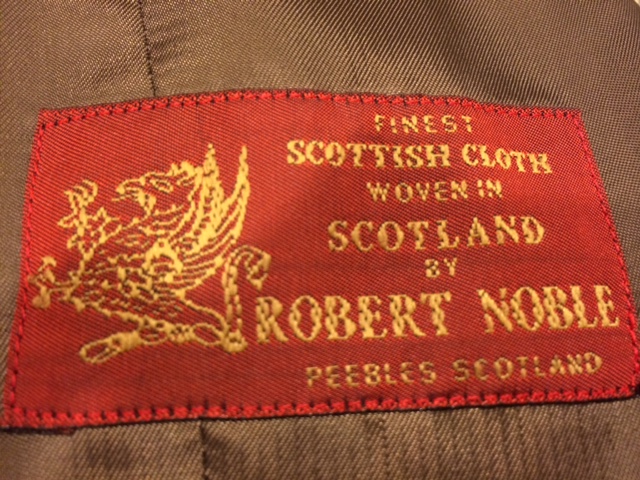 FINEST
SCOTTISH CLOTH
WOVEN IN
SCOTLAND
BY
ROBERT NOBLE
PEEBLES SCOTLAND